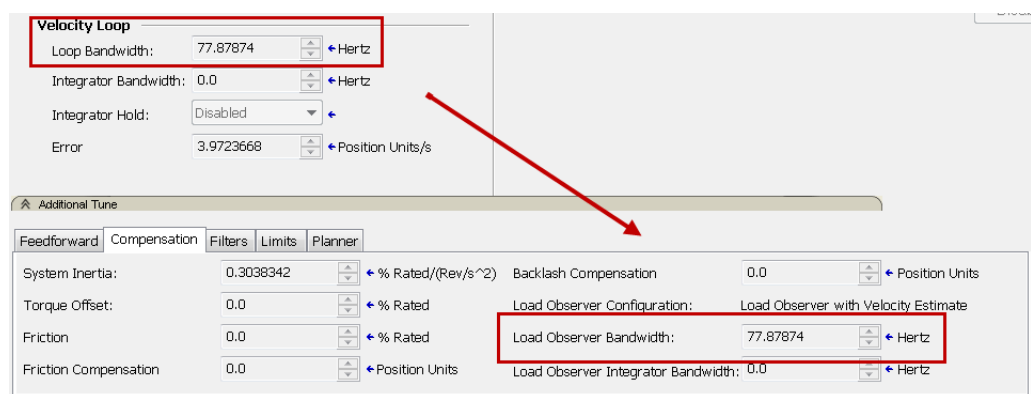 Velocity Loop
Loop Bandwidth: 77.87874 Hertz
Integrator Bandwidth: 0.0 Hertz
Integrator Hold: Disabled
Error 3.9723668 Position Units/s
Additional Tune
Feedforward Compensation Filters Limits Planner
System Inertia: 0.3038342 % Rated/(Rev/s^2) Backlash Compensation 0.0 Position Units
Torque Offset: 0.0 % Rated Load Observer Configuration: Load Observer with Velocity Estimate
Friction 0.0 % Rated Load Observer Bandwidth: 77.87874 Hertz
Friction Compensation 0.0 Position Units Load Observer Integrator Bandwidth: 0.0 Hertz